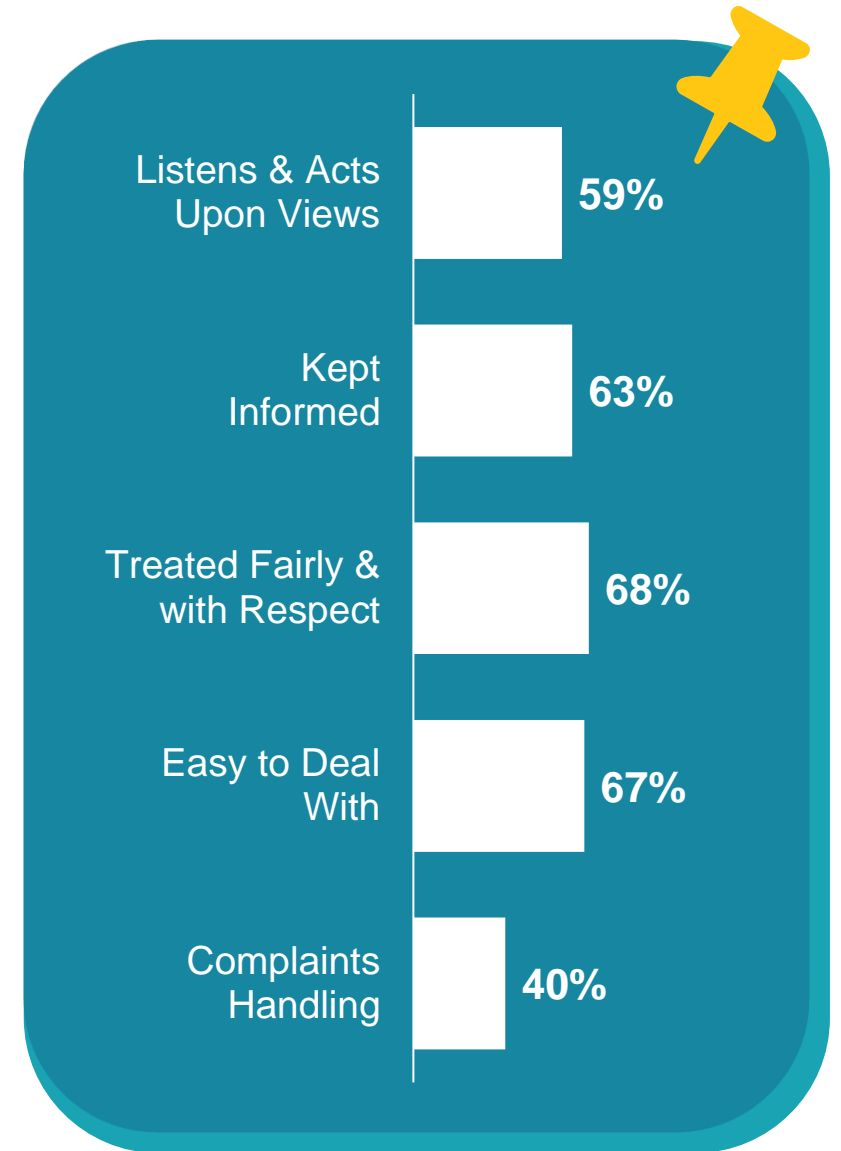 Listens & Acts
Upon Views
59%
Kept
Informed
63%
Treated Fairly &
with Respect
68%
Easy to Deal
With
67%
Complaints
Handling
40%